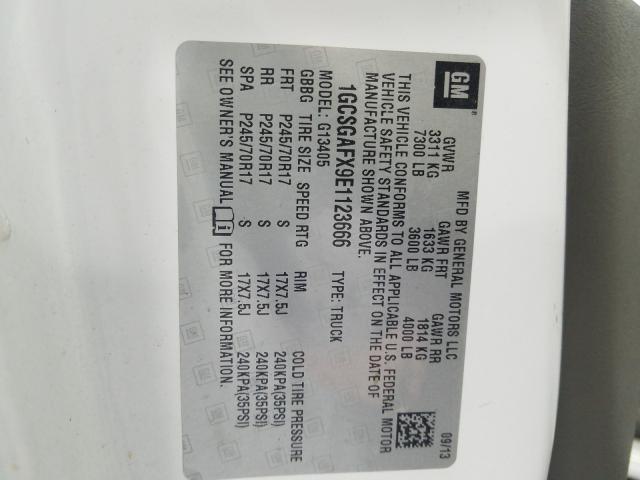 GM
MFD BY GENERAL MOTORS LLC 09/13
GVWR GAWR FRT GAWR RR
3311 KG 1633 KG 1814 KG
7300 LB 3600 LB 4000 LB
THIS VEHICLE CONFORMS TO ALL APPLICABLE U.S. FEDERAL MOTOR
VEHICLE SAFETY STANDARDS IN EFFECT ON THE DATE OF
MANUFACTURE SHOWN ABOVE.
1GCSGAFX9E1123666 TYPE: TRUCK
MODEL: G13405
GBBG TIRE SIZE SPEED RTG RIM COLD TIRE PRESSURE
FRT P245/70R17 S 17X7.5J 240KPA(35PSI)
RR P245/70R17 S 17X7.5J 240KPA(35PSI)
SPA P245/70R17 S 17X7.5J 240KPA(35PSI)
SEE OWNER'S MANUAL FOR MORE INFORMATION.